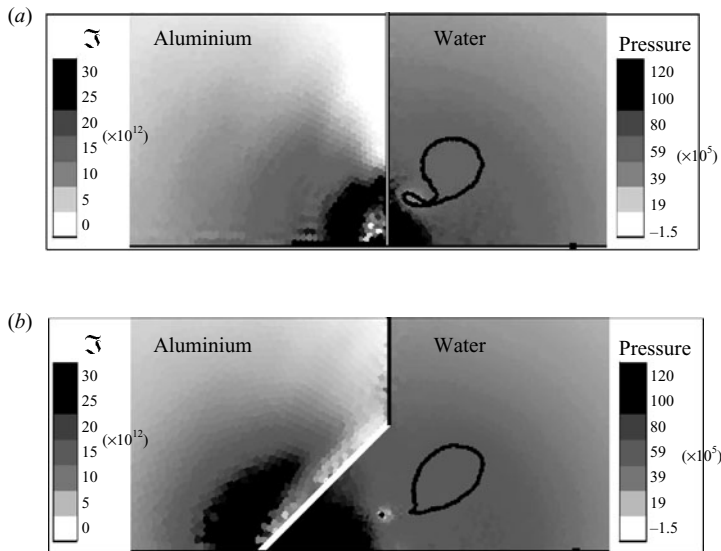 (a)
ℑ Aluminium Water Pressure
30 120
25 100
20 (×10¹²) 80
15 59 (×10⁵)
10 39
5 19
0 –1.5
(b)
ℑ Aluminium Water Pressure
30 120
25 100
20 80
(×10¹²)
15 59 (×10⁵)
10 39
5 19
0 –1.5